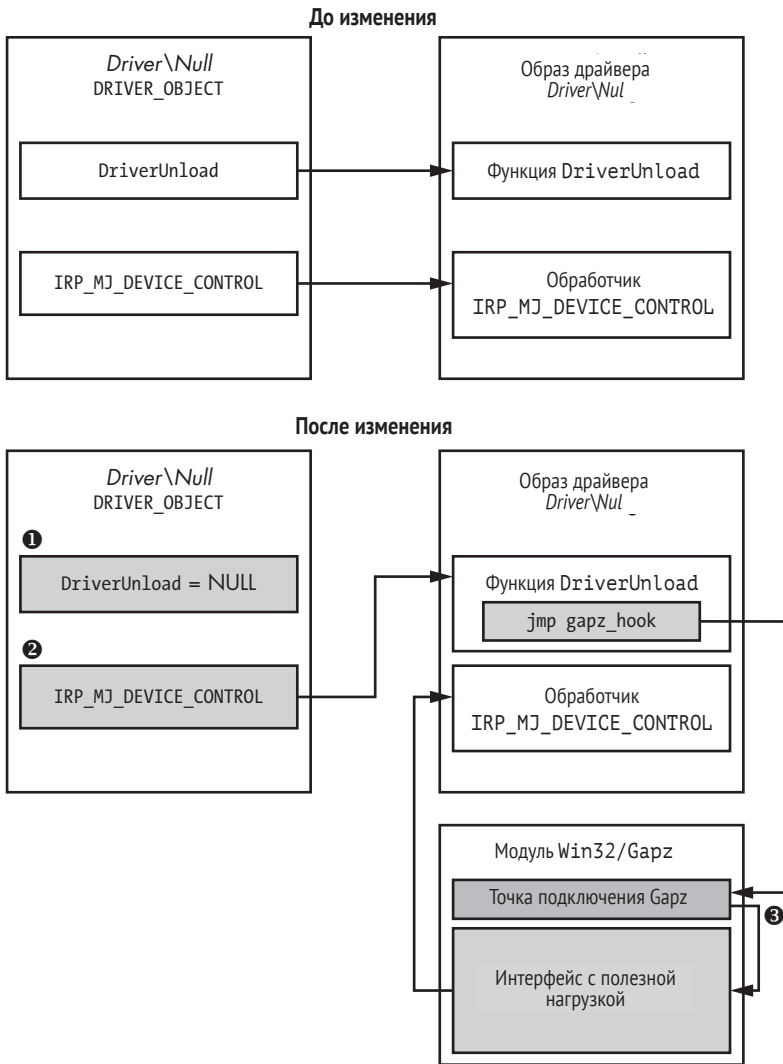 До изменения
Driver\Null
DRIVER_OBJECT
DriverUnload
IRP_MJ_DEVICE_CONTROL
Образ драйвера
Driver\Nul
Функция DriverUnload
Обработчик
IRP_MJ_DEVICE_CONTROL
После изменения
Driver\Null
DRIVER_OBJECT
❶
DriverUnload = NULL
❷
IRP_MJ_DEVICE_CONTROL
Образ драйвера
Driver\Nul
Функция DriverUnload
jmp gapz_hook
Обработчик
IRP_MJ_DEVICE_CONTROL
Модуль Win32/Gapz
Точка подключения Gapz
❸
Интерфейс с полезной
нагрузкой